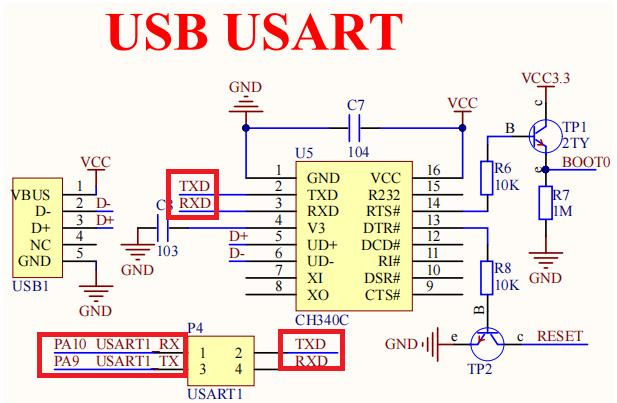 USB USART
GND
C7
104
VCC
VCC3.3
c
B
TP1
2TY
e
BOOT0
R6
10K
R7
1M
GND
U5
1 GND VCC 16
2 TXD R232 15
3 RXD RTS# 14
4 V3 DTR# 13
5 UD+ DCD# 12
6 UD- RI# 11
7 XI DSR# 10
8 XO CTS# 9
CH340C
TXD
RXD
103
GND
D+
D-
VCC
VBUS 1
D- 2 D-
D+ 3 D+
NC 4
GND 5
USB1
GND
R8
10K
B
GND
e
c
RESET
TP2
P4
PA10 USART1_RX 1 2 TXD
PA9 USART1_TX 3 4 RXD
USART1